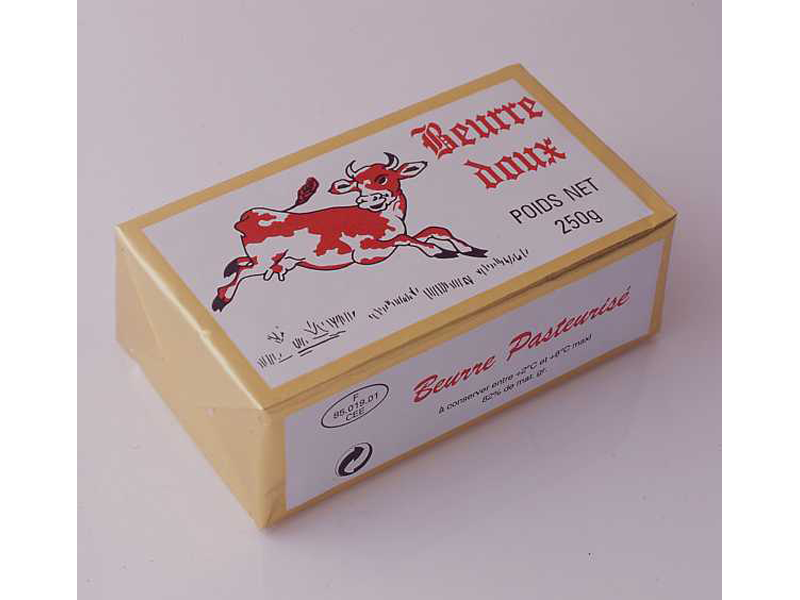 Beurre
doux
POIDS NET
250g
Beurre Pasteurisé
à conserver entre +2°C et +6°C maxi
82% de mat. gr.
F
85.019.01
CEE